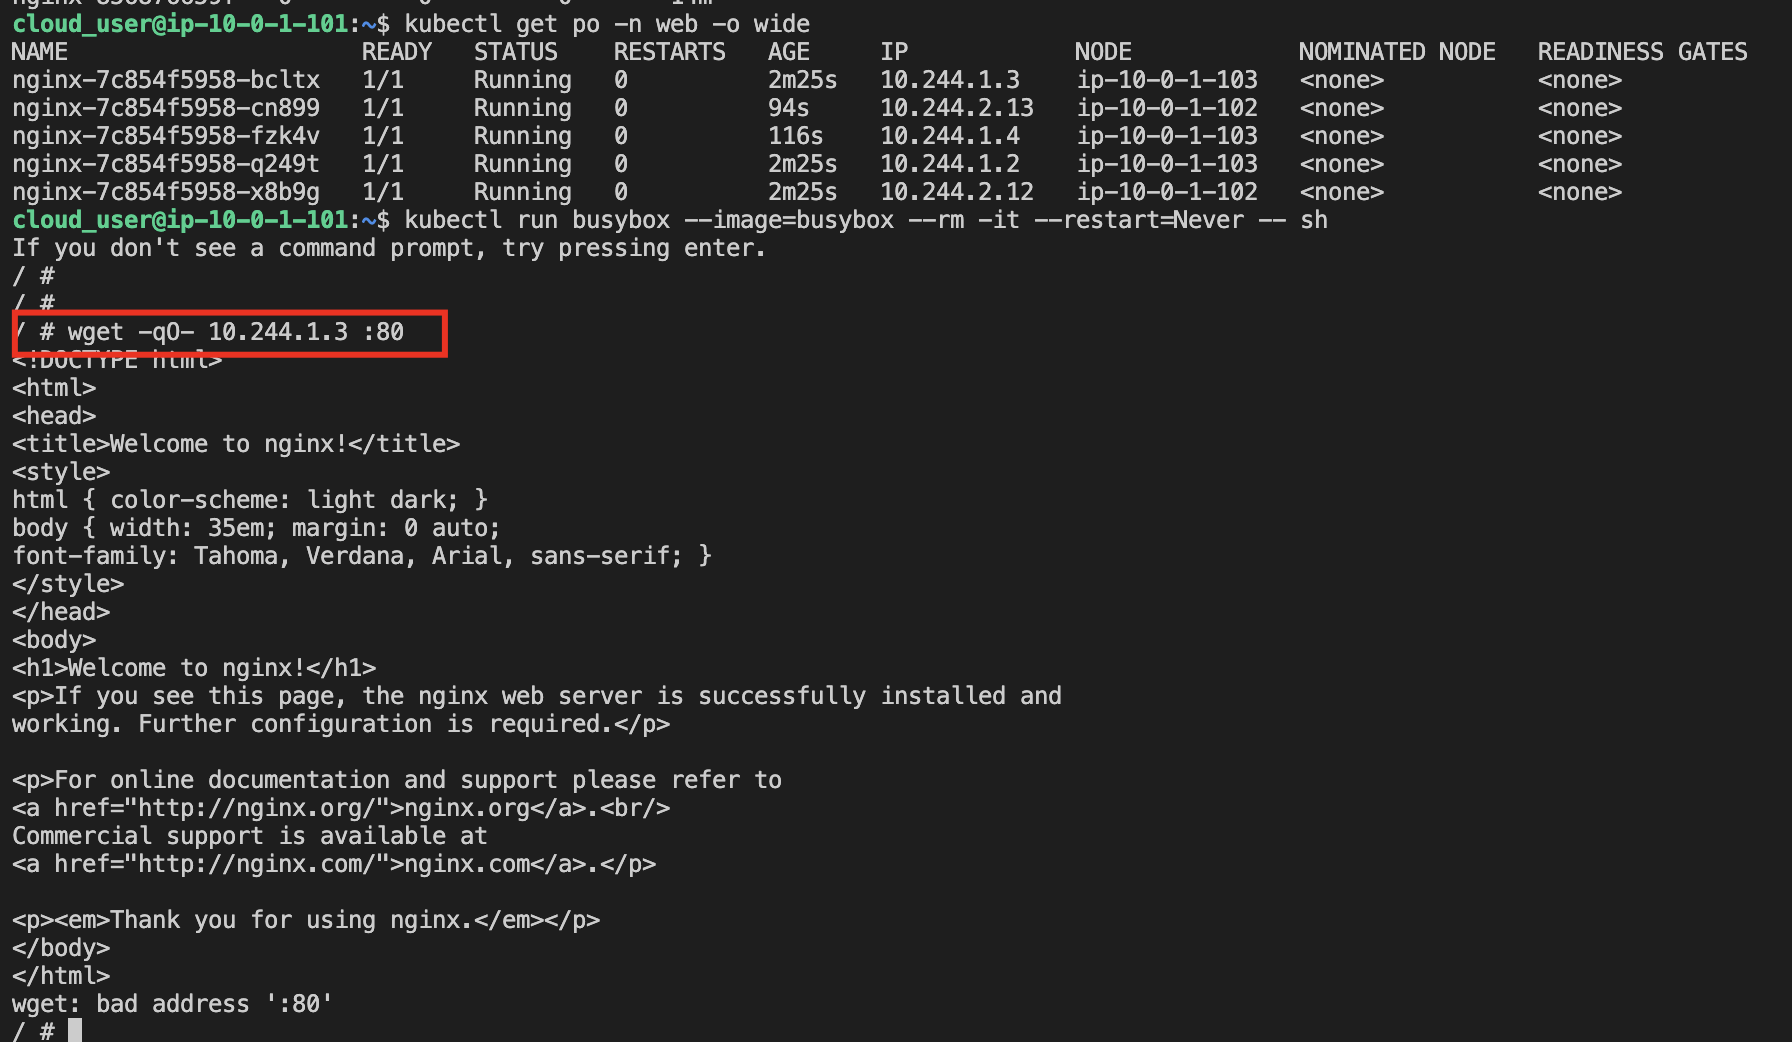 cloud_user@ip-10-0-1-101:~$ kubectl get po -n web -o wide
NAME READY STATUS RESTARTS AGE IP NODE NOMINATED NODE READINESS GATES
nginx-7c854f5958-bcltx 1/1 Running 0 2m25s 10.244.1.3 ip-10-0-1-103 <none> <none>
nginx-7c854f5958-cn899 1/1 Running 0 94s 10.244.2.13 ip-10-0-1-102 <none> <none>
nginx-7c854f5958-fzk4v 1/1 Running 0 116s 10.244.1.4 ip-10-0-1-103 <none> <none>
nginx-7c854f5958-q249t 1/1 Running 0 2m25s 10.244.1.2 ip-10-0-1-103 <none> <none>
nginx-7c854f5958-x8b9g 1/1 Running 0 2m25s 10.244.2.12 ip-10-0-1-102 <none> <none>
cloud_user@ip-10-0-1-101:~$ kubectl run busybox --image=busybox --rm -it --restart=Never -- sh
If you don't see a command prompt, try pressing enter.
/ #
/ #
/ # wget -qO- 10.244.1.3 :80
<!DOCTYPE html>
<html>
<head>
<title>Welcome to nginx!</title>
<style>
html { color-scheme: light dark; }
body { width: 35em; margin: 0 auto;
font-family: Tahoma, Verdana, Arial, sans-serif; }
</style>
</head>
<body>
<h1>Welcome to nginx!</h1>
<p>If you see this page, the nginx web server is successfully installed and
working. Further configuration is required.</p>
<p>For online documentation and support please refer to
<a href="http://nginx.org/">nginx.org</a>.<br/>
Commercial support is available at
<a href="http://nginx.com/">nginx.com</a>.</p>
<p><em>Thank you for using nginx.</em></p>
</body>
</html>
wget: bad address ':80'
/ #